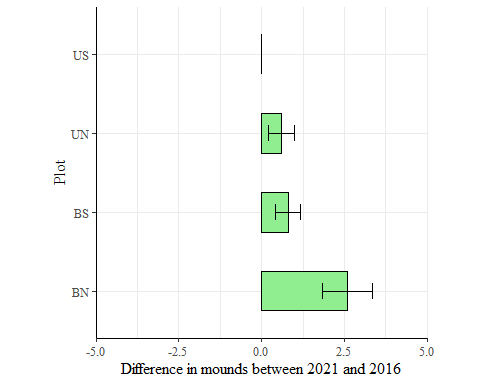 US
UN
BS
BN
Plot
-5.0 -2.5 0.0 2.5 5.0
Difference in mounds between 2021 and 2016